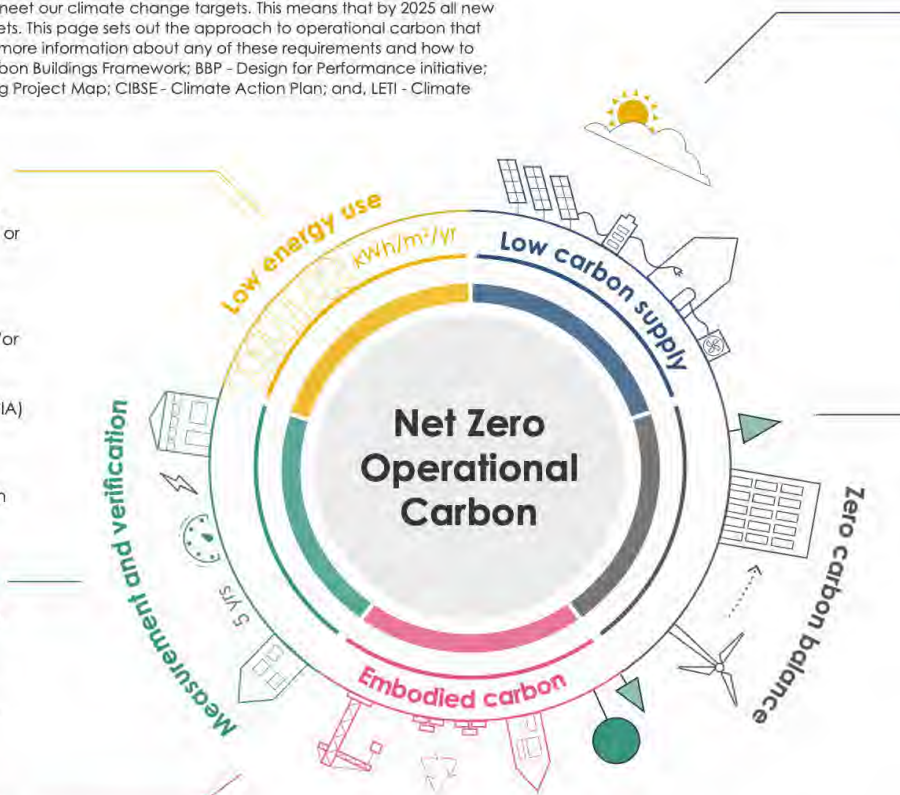 neet our climate change targets. This means that by 2025 all new
ets. This page sets out the approach to operational carbon that
more information about any of these requirements and how to
bon Buildings Framework; BBP - Design for Performance initiative;
g Project Map; CIBSE - Climate Action Plan; and, LETI - Climate
or
/or
IA)
n
Low energy use
kWh/m²/yr
Low carbon supply
Net Zero
Operational
Carbon
Measurement and verification
5 yrs
Zero carbon balance
Embodied carbon